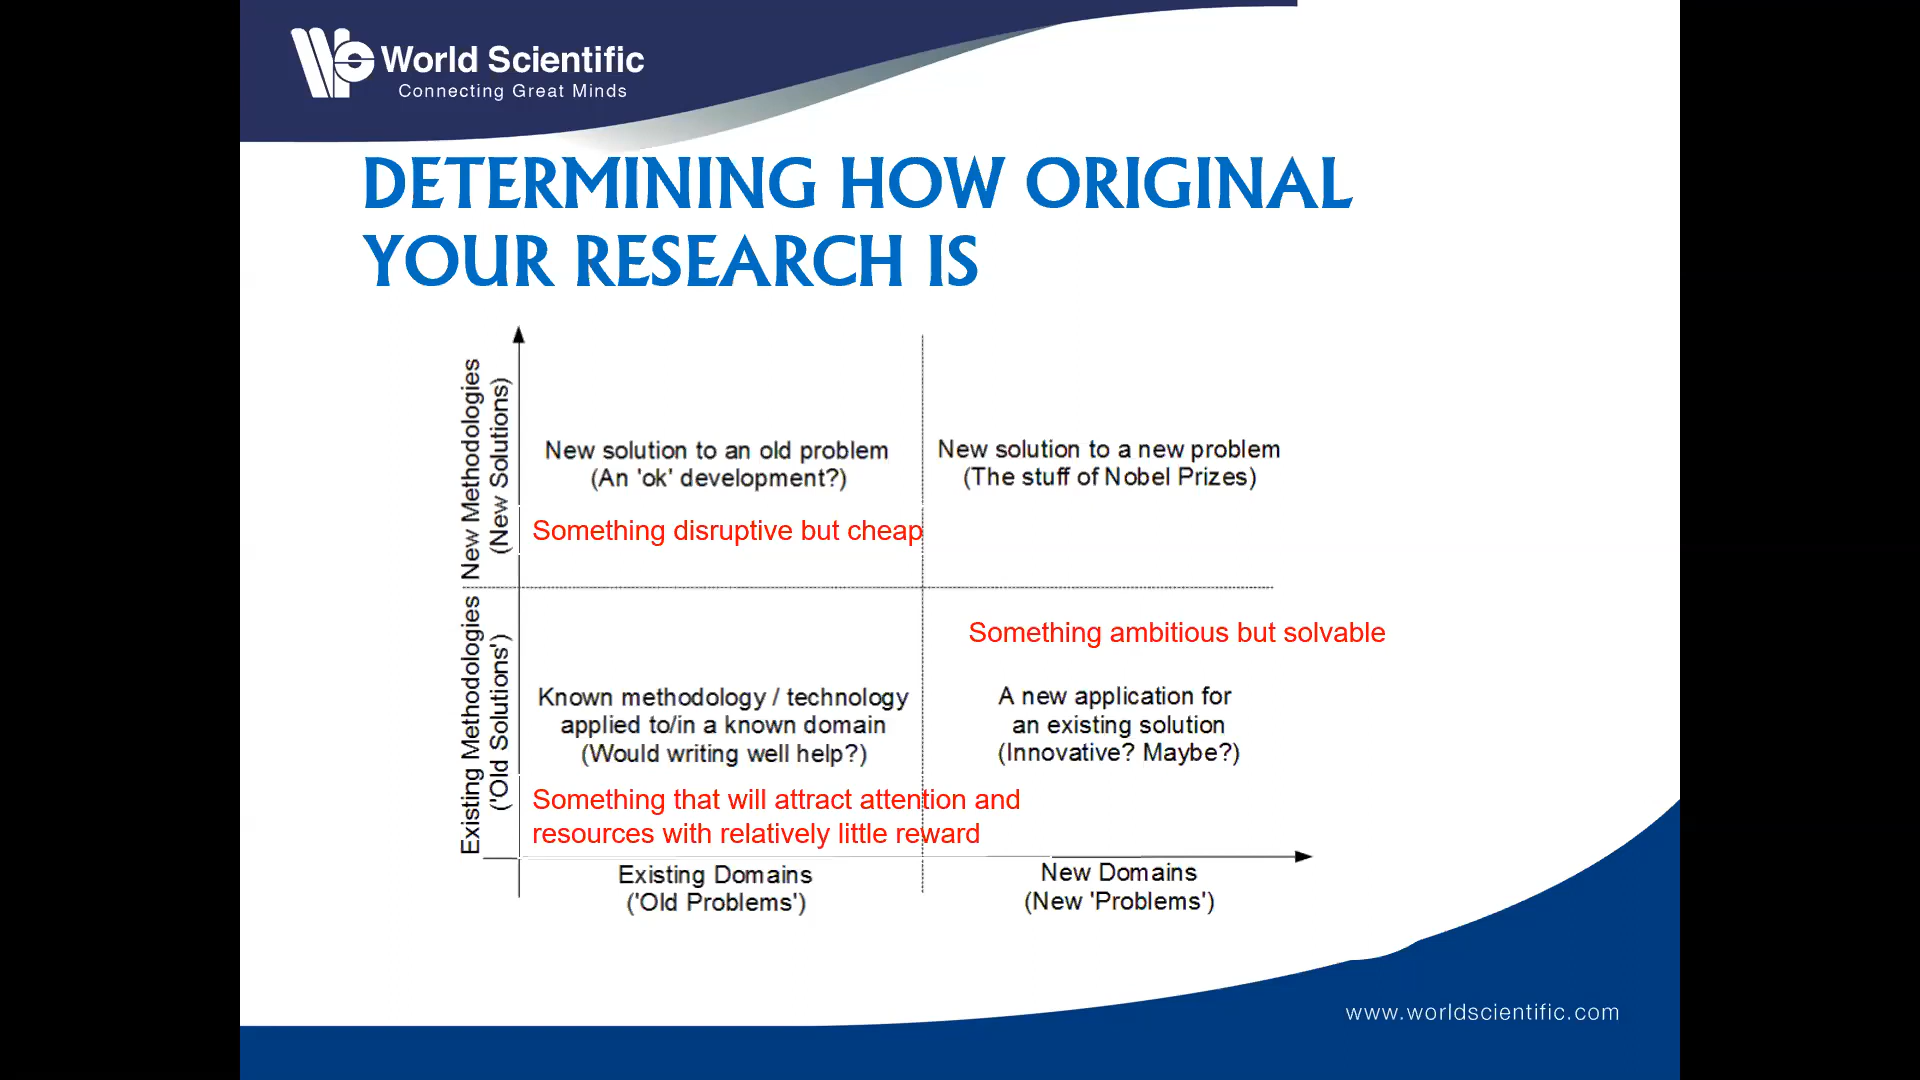 World Scientific
Connecting Great Minds
DETERMINING HOW ORIGINAL
YOUR RESEARCH IS
New Methodologies
(New Solutions)
New solution to an old problem
(An 'ok' development?)
Something disruptive but cheap
New solution to a new problem
(The stuff of Nobel Prizes)
Existing Methodologies
('Old Solutions')
Known methodology / technology
applied to/in a known domain
(Would writing well help?)
Something that will attract attention and
resources with relatively little reward
Something ambitious but solvable
A new application for
an existing solution
(Innovative? Maybe?)
Existing Domains
('Old Problems')
New Domains
(New 'Problems')
www.worldscientific.com